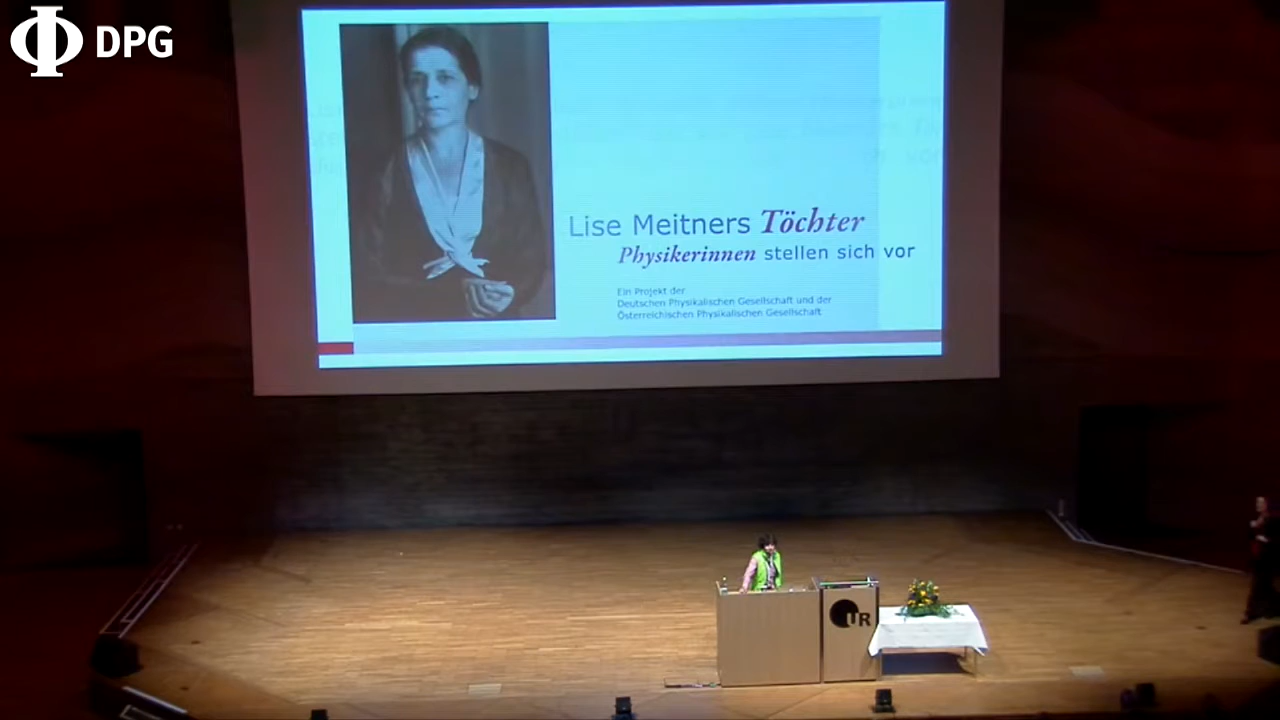 DPG
Lise Meitners Töchter
Physikerinnen stellen sich vor
Ein Projekt der
Deutschen Physikalischen Gesellschaft und der
Österreichischen Physikalischen Gesellschaft
UR